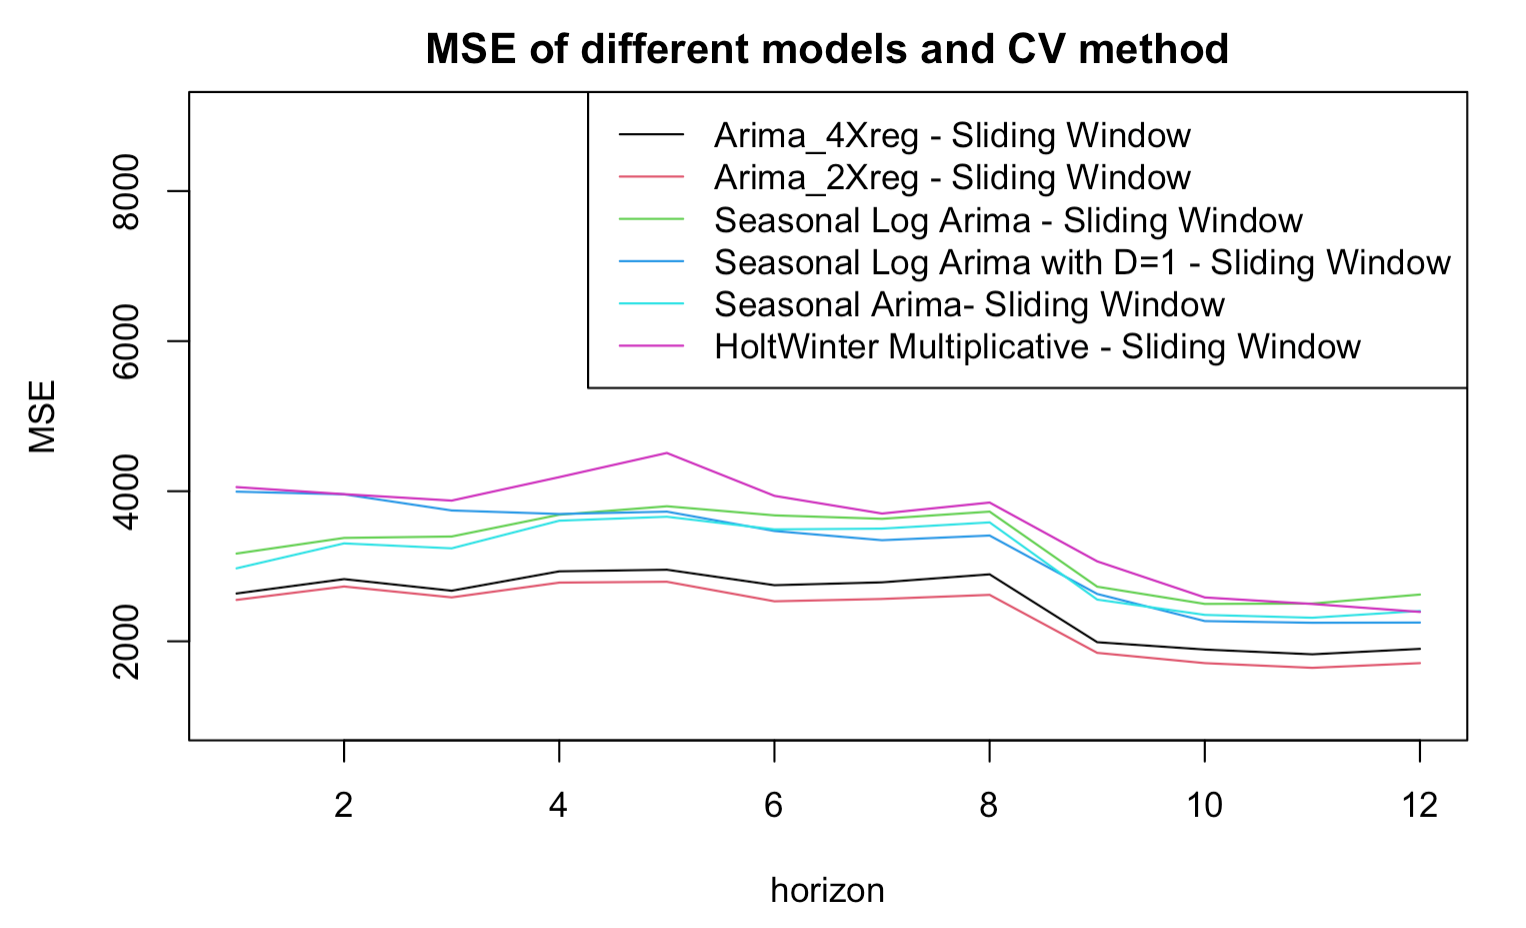 MSE of different models and CV method
Arima_4Xreg - Sliding Window
Arima_2Xreg - Sliding Window
Seasonal Log Arima - Sliding Window
Seasonal Log Arima with D=1 - Sliding Window
Seasonal Arima- Sliding Window
HoltWinter Multiplicative - Sliding Window
MSE
8000
6000
4000
2000
2 4 6 8 10 12
horizon